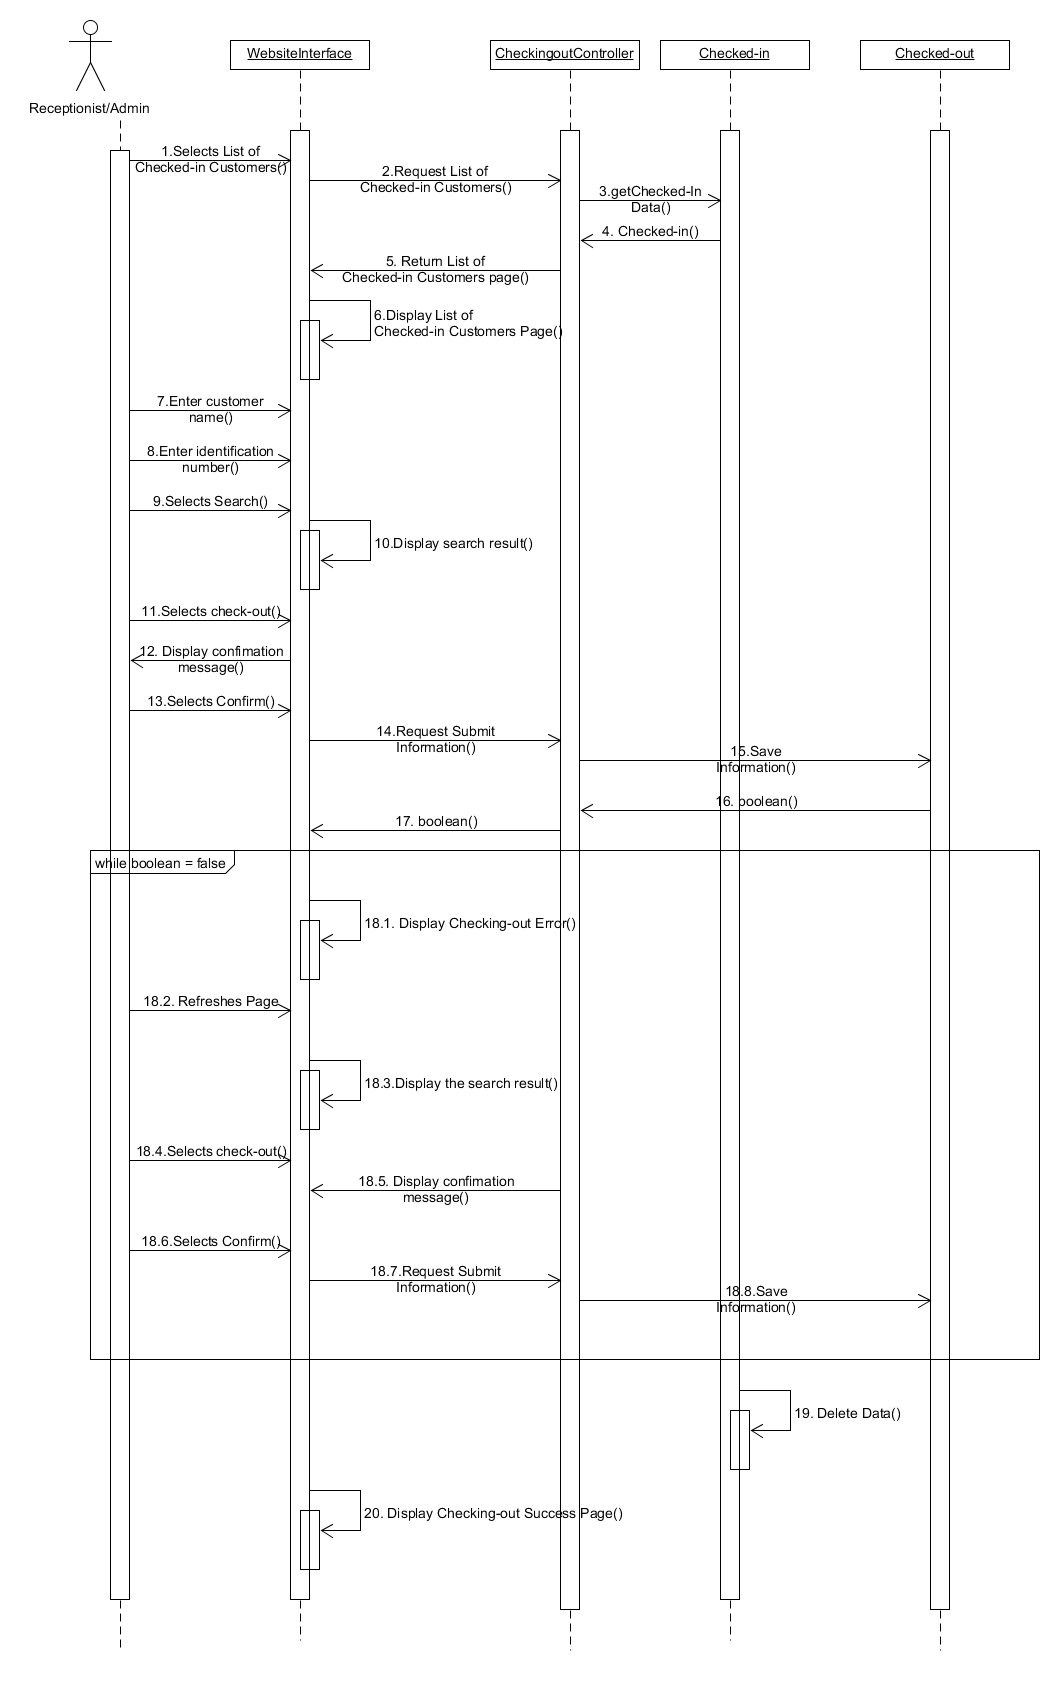 WebsiteInterface
CheckingoutController
Checked-in
Checked-out
Receptionist/Admin
1.Selects List of
Checked-in Customers()
2.Request List of
Checked-in Customers()
3.getChecked-In
Data()
4. Checked-in()
5. Return List of
Checked-in Customers page()
6.Display List of
Checked-in Customers Page()
7.Enter customer
name()
8.Enter identification
number()
9.Selects Search()
10.Display search result()
11.Selects check-out()
12. Display confimation
message()
13.Selects Confirm()
14.Request Submit
Information()
15.Save
Information()
16. boolean()
17. boolean()
while boolean = false
18.1. Display Checking-out Error()
18.2. Refreshes Page
18.3.Display the search result()
18.4.Selects check-out()
18.5. Display confimation
message()
18.6.Selects Confirm()
18.7.Request Submit
Information()
18.8.Save
Information()
19. Delete Data()
20. Display Checking-out Success Page()